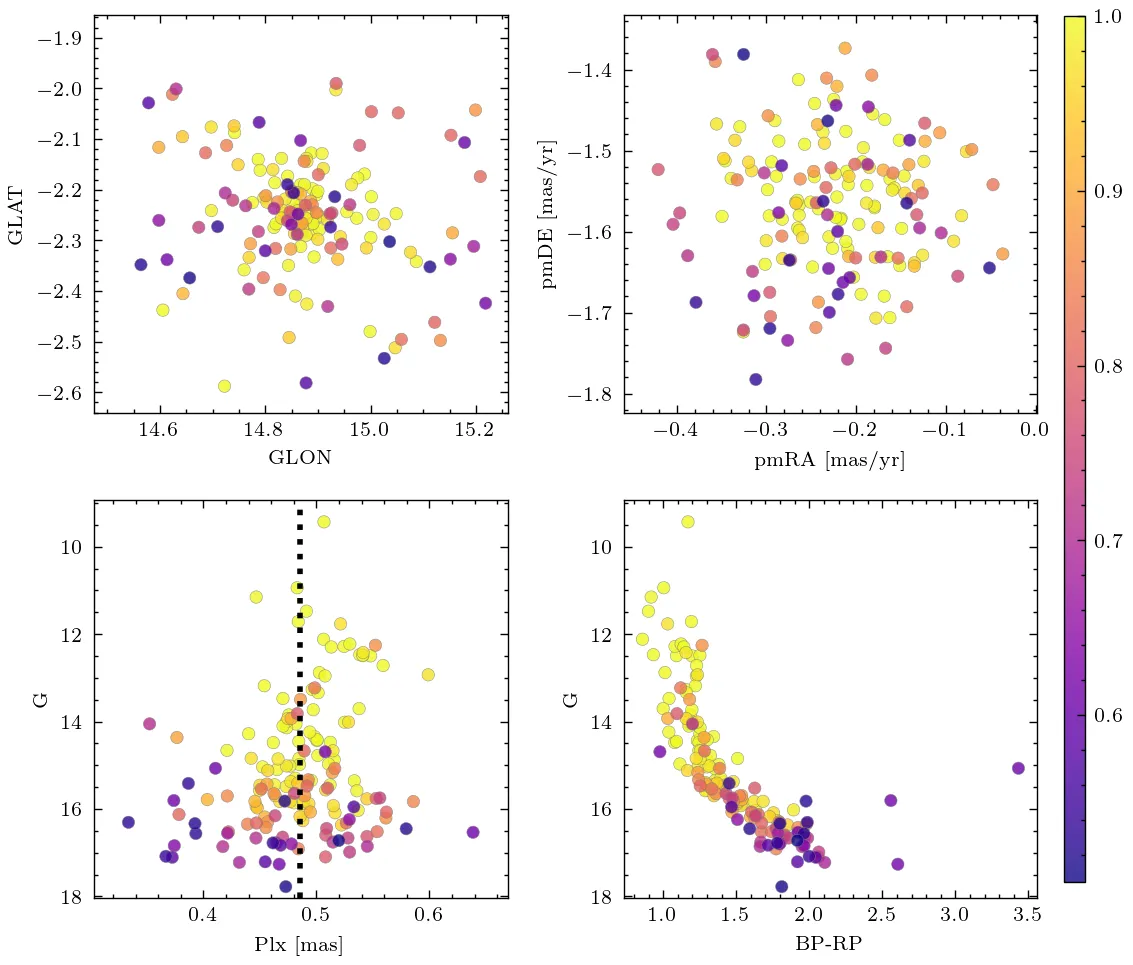 −1.9
−2.0
−2.1
−2.2
−2.3
−2.4
−2.5
−2.6
GLAT
14.6 14.8 15.0 15.2
GLON
−1.4
−1.5
−1.6
−1.7
−1.8
pmDE [mas/yr]
−0.4 −0.3 −0.2 −0.1 0.0
pmRA [mas/yr]
10
12
14
16
18
G
0.4 0.5 0.6
Plx [mas]
10
12
14
16
18
G
1.0 1.5 2.0 2.5 3.0 3.5
BP-RP
1.0
0.9
0.8
0.7
0.6